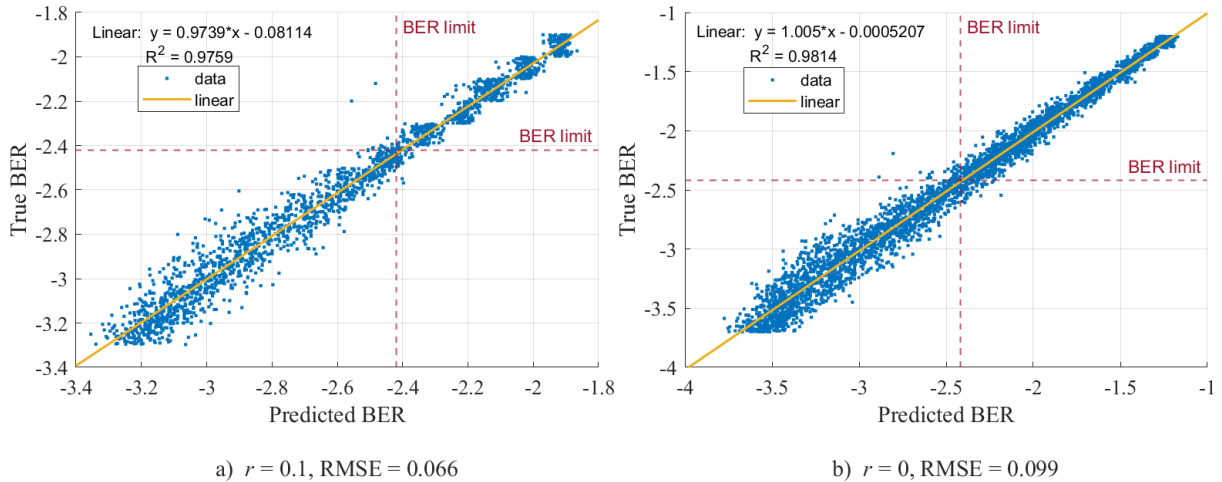 Linear: y = 0.9739*x - 0.08114
R2 = 0.9759
data
linear
BER limit
BER limit
-1.8
-2
-2.2
-2.4
-2.6
-2.8
-3
-3.2
-3.4
True BER
-3.4 -3.2 -3 -2.8 -2.6 -2.4 -2.2 -2 -1.8
Predicted BER
a) r = 0.1, RMSE = 0.066
Linear: y = 1.005*x - 0.0005207
R2 = 0.9814
data
linear
BER limit
BER limit
-1
-1.5
-2
-2.5
-3
-3.5
-4
True BER
-4 -3.5 -3 -2.5 -2 -1.5 -1
Predicted BER
b) r = 0, RMSE = 0.099